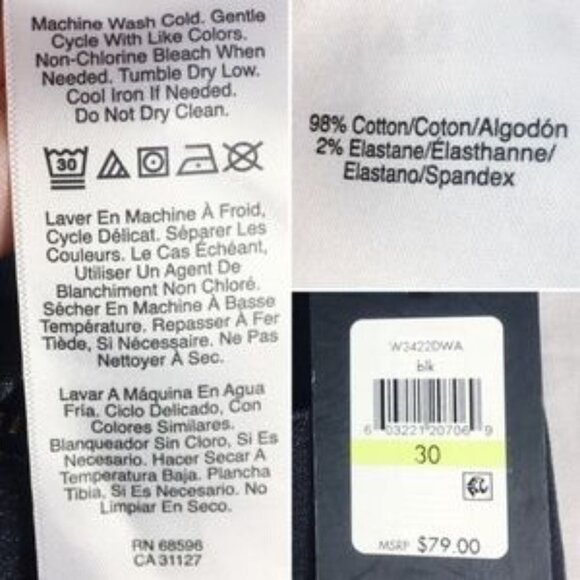 Machine Wash Cold. Gentle
Cycle With Like Colors.
Non-Chlorine Bleach When
Needed. Tumble Dry Low.
Cool Iron If Needed.
Do Not Dry Clean.
30
Laver En Machine À Froid,
Cycle Délicat. Séparer Les
Couleurs. Le Cas Échéant,
Utiliser Un Agent De
Blanchiment Non Chloré.
Sécher En Machine À Basse
Température. Repasser À Fer
Tiède, Si Nécessaire. Ne Pas
Nettoyer À Sec.
Lavar A Máquina En Agua
Fria. Ciclo Delicado, Con
Colores Similares.
Blanqueador Sin Cloro, Si Es
Necesario. Hacer Secar A
Temperatura Baja. Plancha
Tibia, Si Es Necesario. No
Limpiar En Seco.
RN 68596
CA 31127
98% Cotton/Coton/Algodón
2% Elastane/Élasthanne/
Elastano/Spandex
W3422DWA
blk
6 03221 20706 9
30
MSRP $79.00